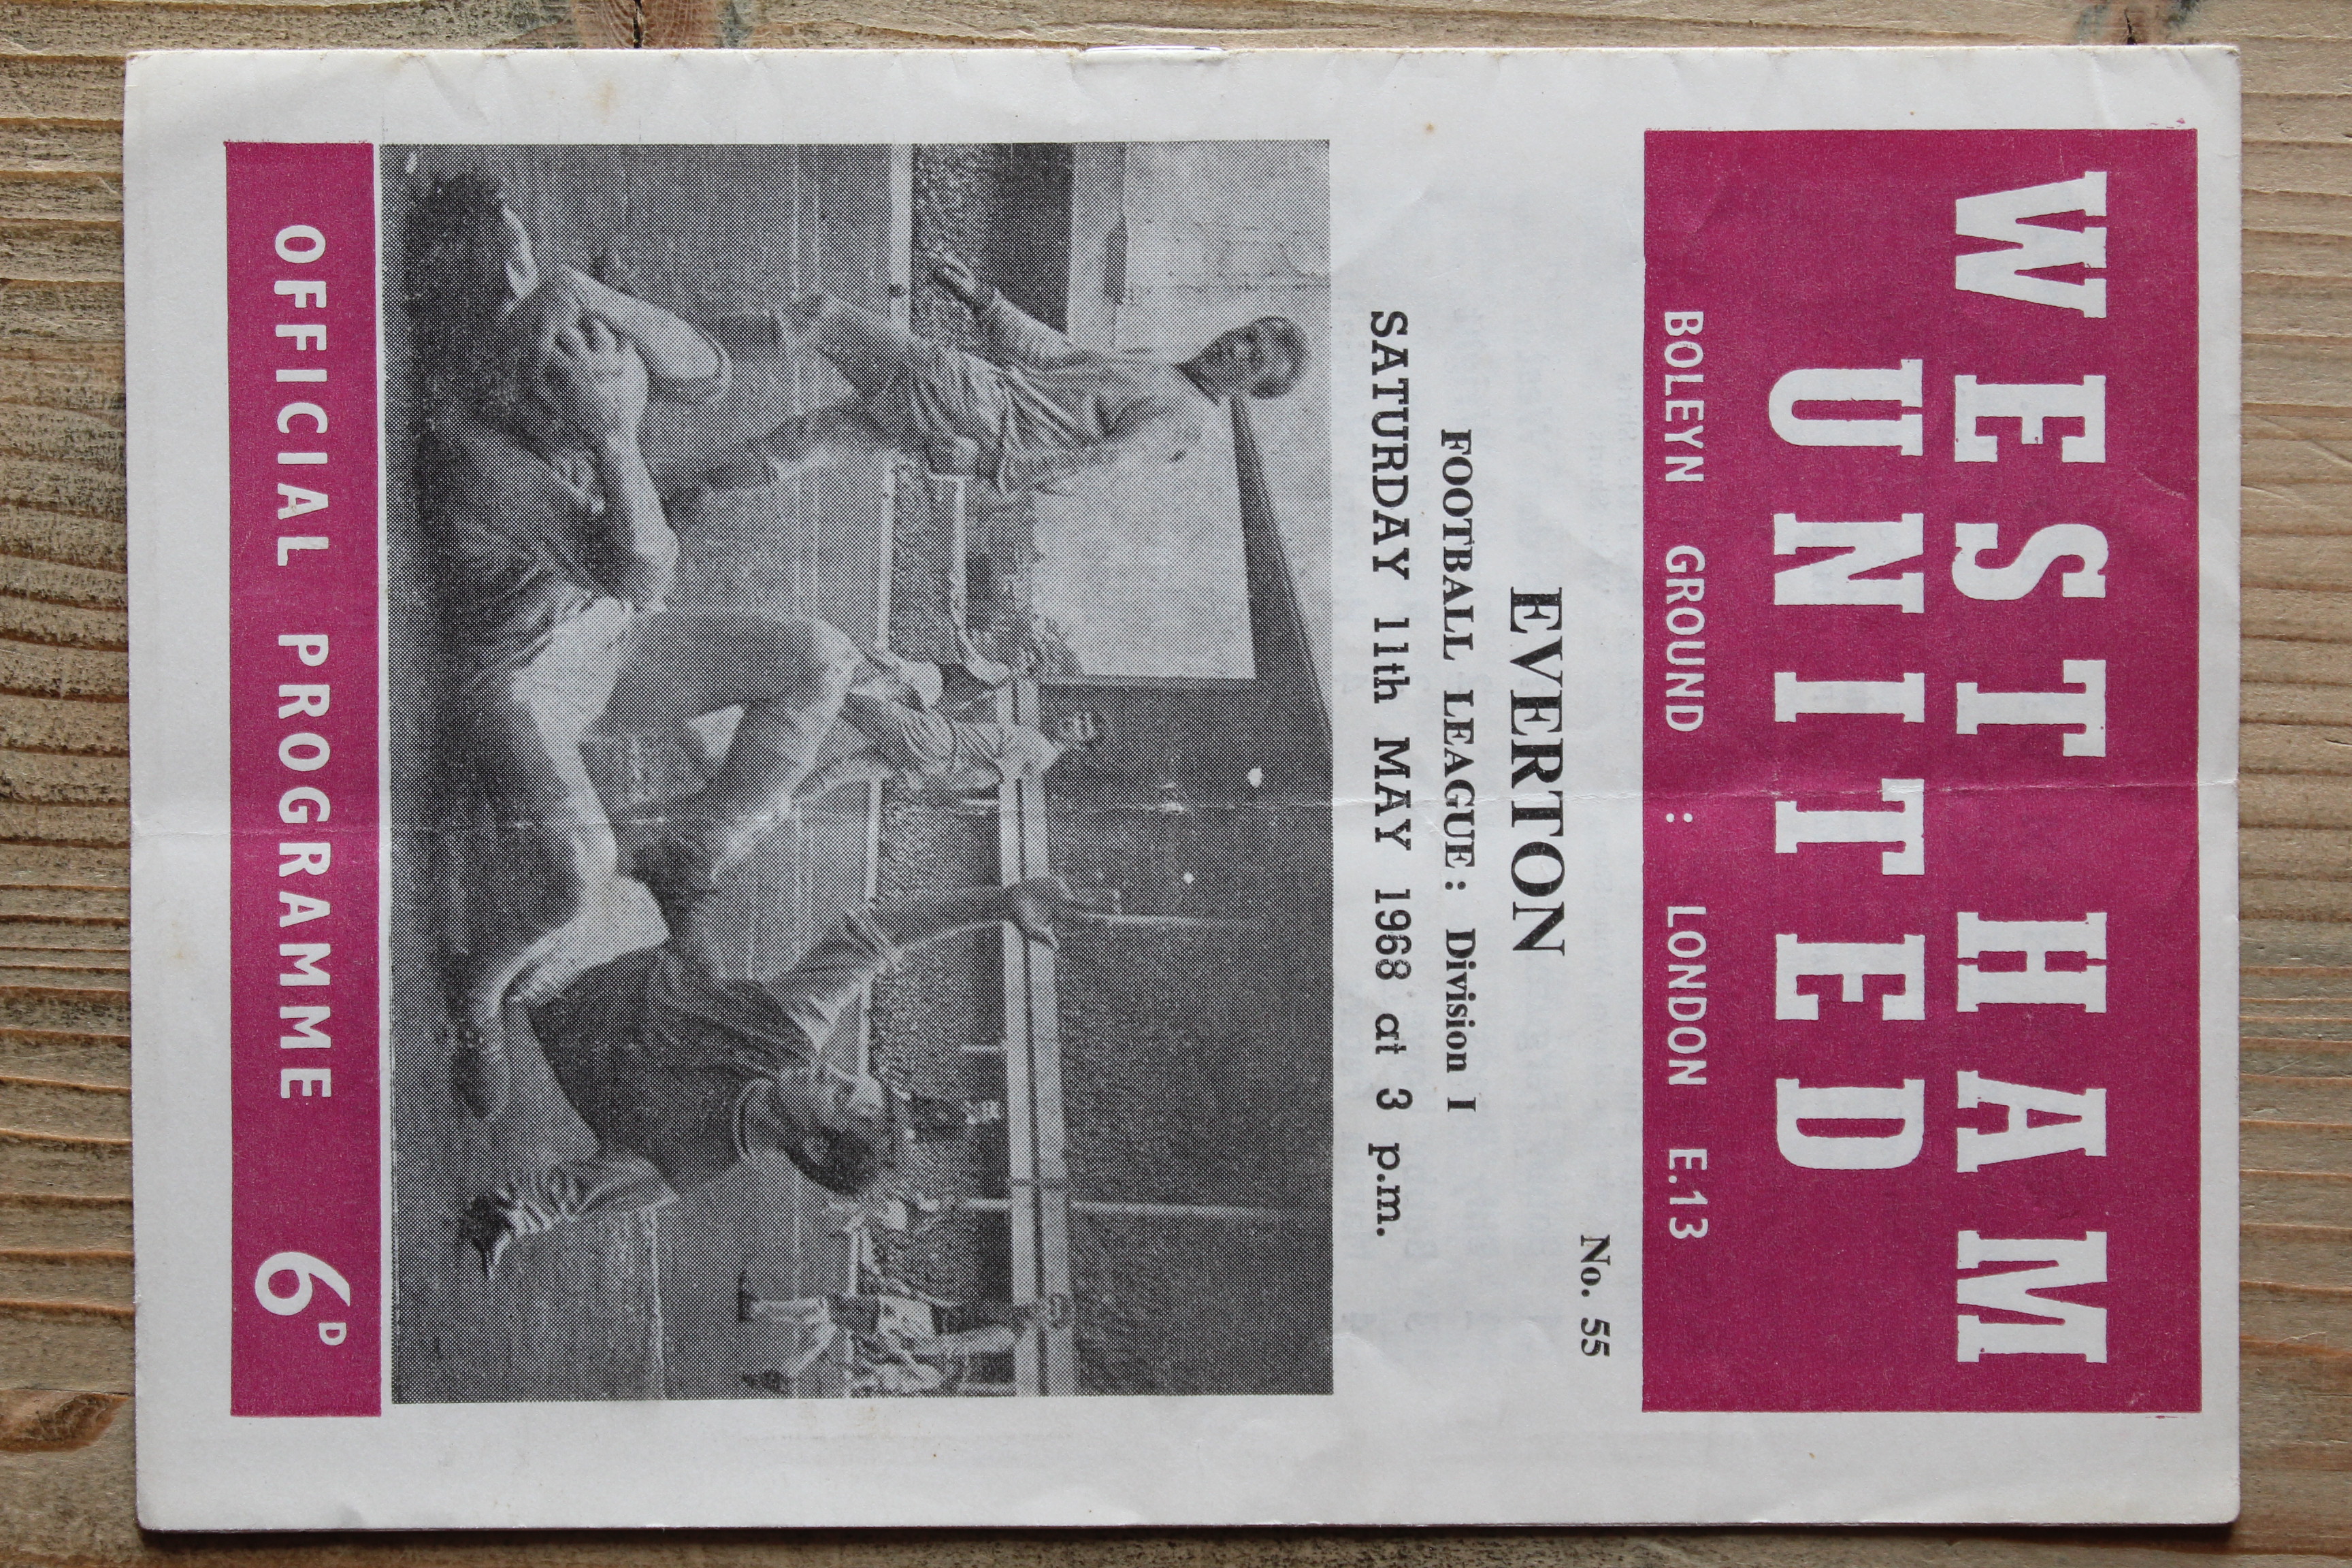 WEST HAM
UNITED
BOLEYN GROUND : LONDON E.13
No. 55
EVERTON
FOOTBALL LEAGUE: Division I
SATURDAY 11th MAY 1968 at 3 p.m.
OFFICIAL PROGRAMME 6D